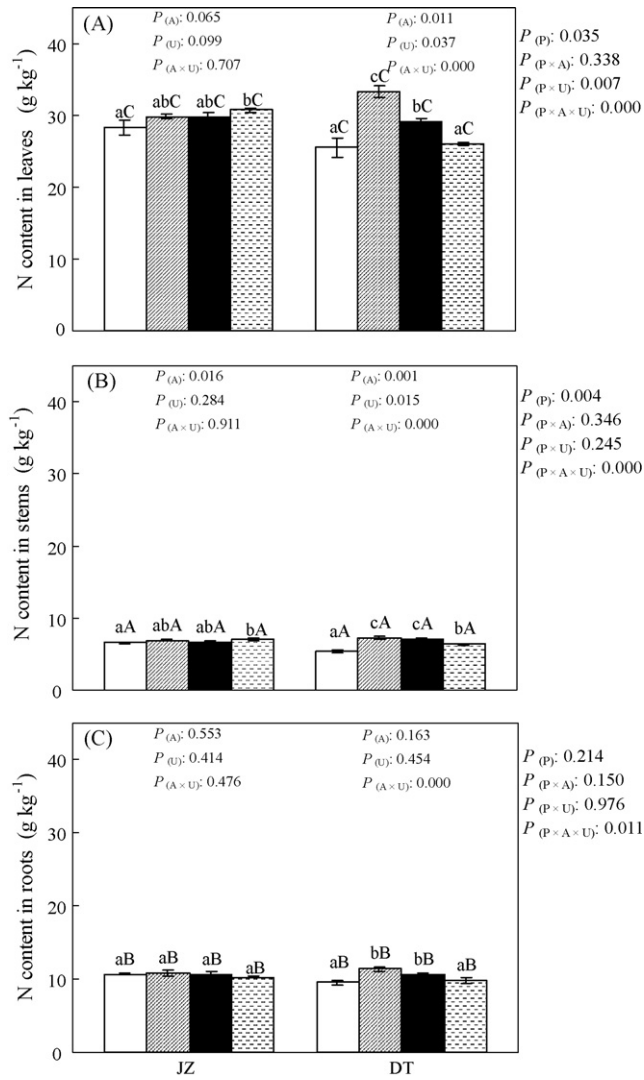 (A)
P (A): 0.065
P (U): 0.099
P (A × U): 0.707
P (A): 0.011
P (U): 0.037
P (A × U): 0.000
P (P): 0.035
P (P × A): 0.338
P (P × U): 0.007
P (P × A × U): 0.000
N content in leaves (g kg⁻¹)
40
30
20
10
0
aC abC abC bC
aC cC bC aC
(B)
P (A): 0.016
P (U): 0.284
P (A × U): 0.911
P (A): 0.001
P (U): 0.015
P (A × U): 0.000
P (P): 0.004
P (P × A): 0.346
P (P × U): 0.245
P (P × A × U): 0.000
N content in stems (g kg⁻¹)
40
30
20
10
0
aA abA abA bA
aA cA cA bA
(C)
P (A): 0.553
P (U): 0.414
P (A × U): 0.476
P (A): 0.163
P (U): 0.454
P (A × U): 0.000
P (P): 0.214
P (P × A): 0.150
P (P × U): 0.976
P (P × A × U): 0.011
N content in roots (g kg⁻¹)
40
30
20
10
0
aB aB aB aB
aB bB bB aB
JZ DT